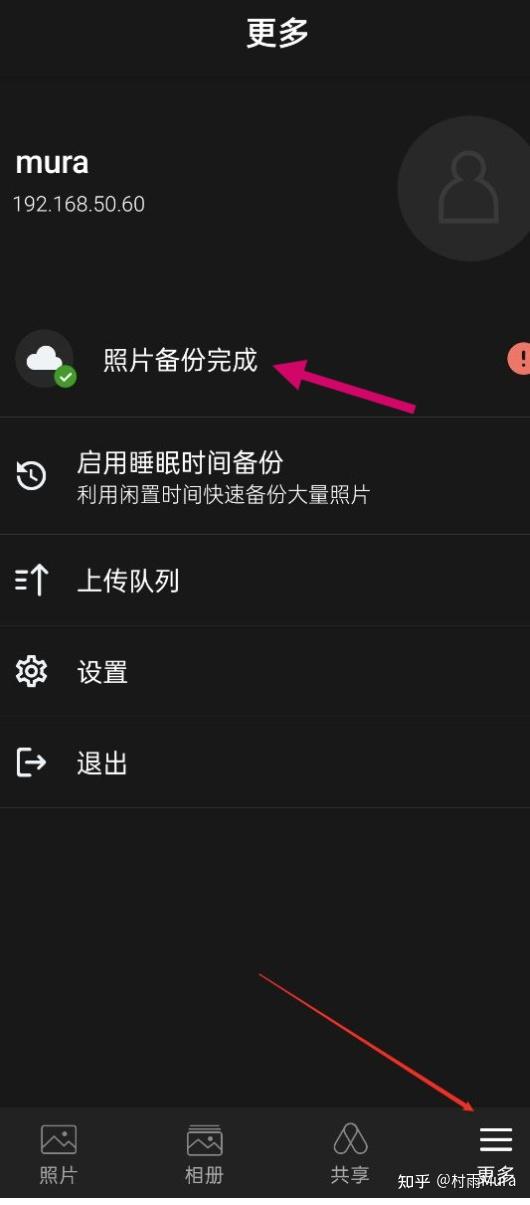 更多
mura
192.168.50.60
照片备份完成
启用睡眠时间备份
利用闲置时间快速备份大量照片
上传队列
设置
退出
照片
相册
共享
更多
知乎 @村雨Mura